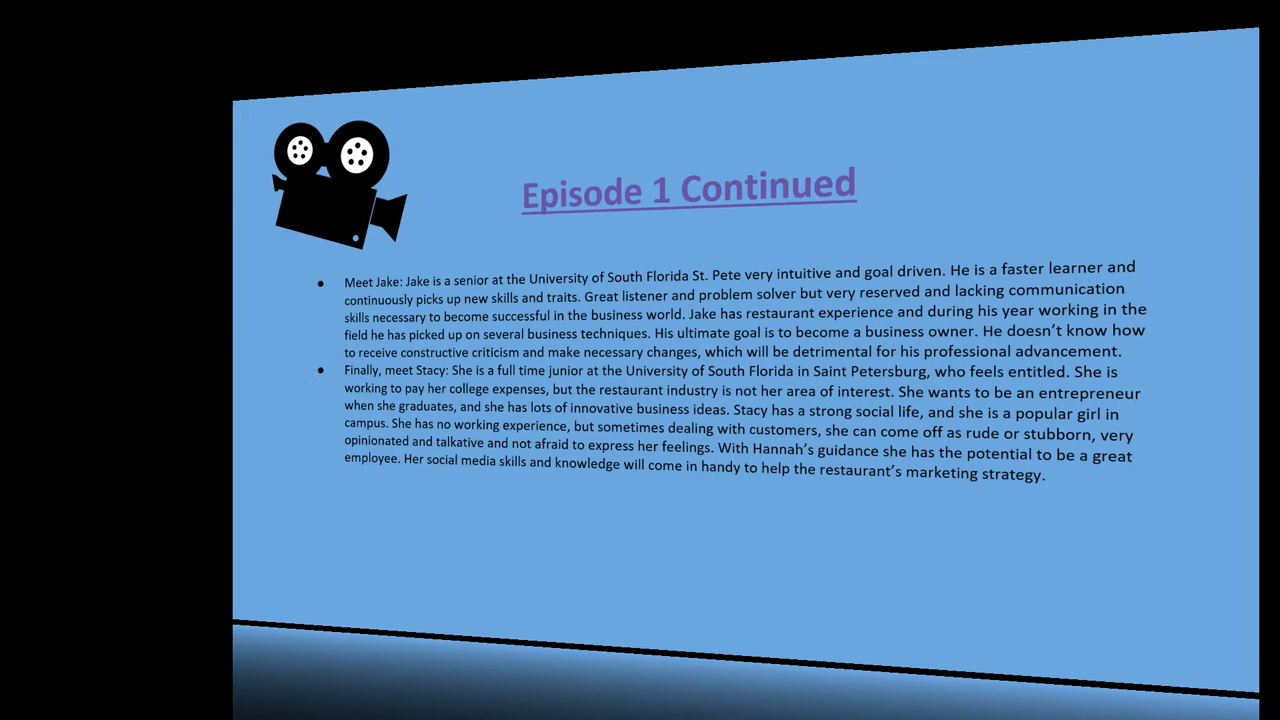 Episode 1 Continued
• Meet Jake: Jake is a senior at the University of South Florida St. Pete very intuitive and goal driven. He is a faster learner and
continuously picks up new skills and traits. Great listener and problem solver but very reserved and lacking communication
skills necessary to become successful in the business world. Jake has restaurant experience and during his year working in the
field he has picked up on several business techniques. His ultimate goal is to become a business owner. He doesn’t know how
to receive constructive criticism and make necessary changes, which will be detrimental for his professional advancement.
• Finally, meet Stacy: She is a full time junior at the University of South Florida in Saint Petersburg, who feels entitled. She is
working to pay her college expenses, but the restaurant industry is not her area of interest. She wants to be an entrepreneur
when she graduates, and she has lots of innovative business ideas. Stacy has a strong social life, and she is a popular girl in
campus. She has no working experience, but sometimes dealing with customers, she can come off as rude or stubborn, very
opinionated and talkative and not afraid to express her feelings. With Hannah’s guidance she has the potential to be a great
employee. Her social media skills and knowledge will come in handy to help the restaurant’s marketing strategy.